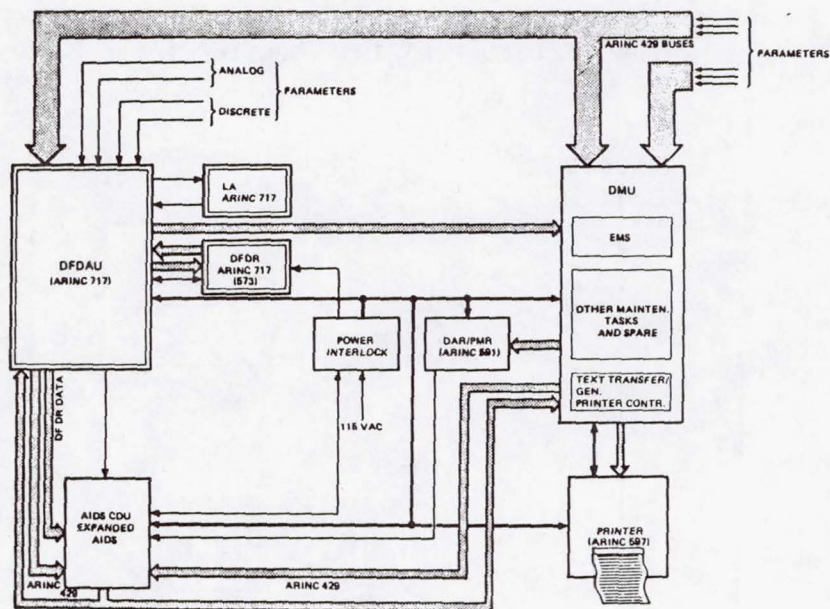 ARINC 429 BUSES
PARAMETERS
ANALOG
PARAMETERS
DISCRETE
LA
ARINC 717
DMU
EMS
DFDAU
(ARINC 717)
DFDR
ARINC 717
(573)
OTHER MAINTEN.
TASKS
AND SPARE
POWER
INTERLOCK
DAR/PMR
(ARINC 591)
TEXT TRANSFER/
GEN.
PRINTER CONTR.
DFDR DATA
115 VAC
AIDS CDU
EXPANDED
AIDS
PRINTER
(ARINC 597)
ARINC
429
ARINC 429